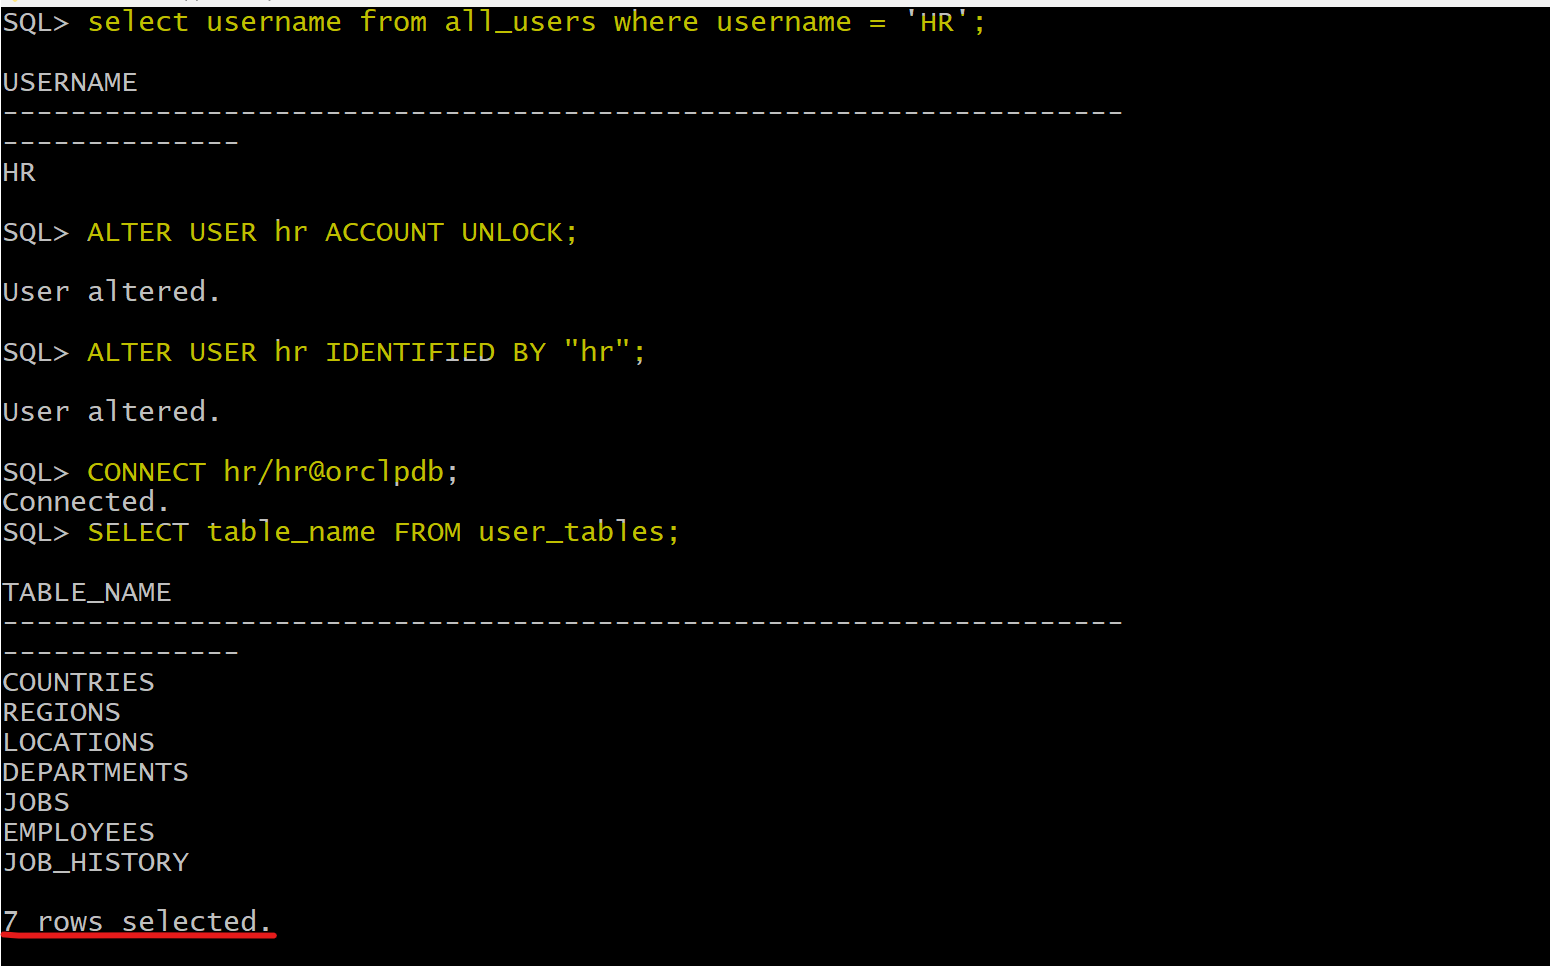 SQL> select username from all_users where username = 'HR';
USERNAME
------------------------------------------------------------------
--------------
HR
SQL> ALTER USER hr ACCOUNT UNLOCK;
User altered.
SQL> ALTER USER hr IDENTIFIED BY "hr";
User altered.
SQL> CONNECT hr/hr@orclpdb;
Connected.
SQL> SELECT table_name FROM user_tables;
TABLE_NAME
------------------------------------------------------------------
--------------
COUNTRIES
REGIONS
LOCATIONS
DEPARTMENTS
JOBS
EMPLOYEES
JOB_HISTORY
7 rows selected.